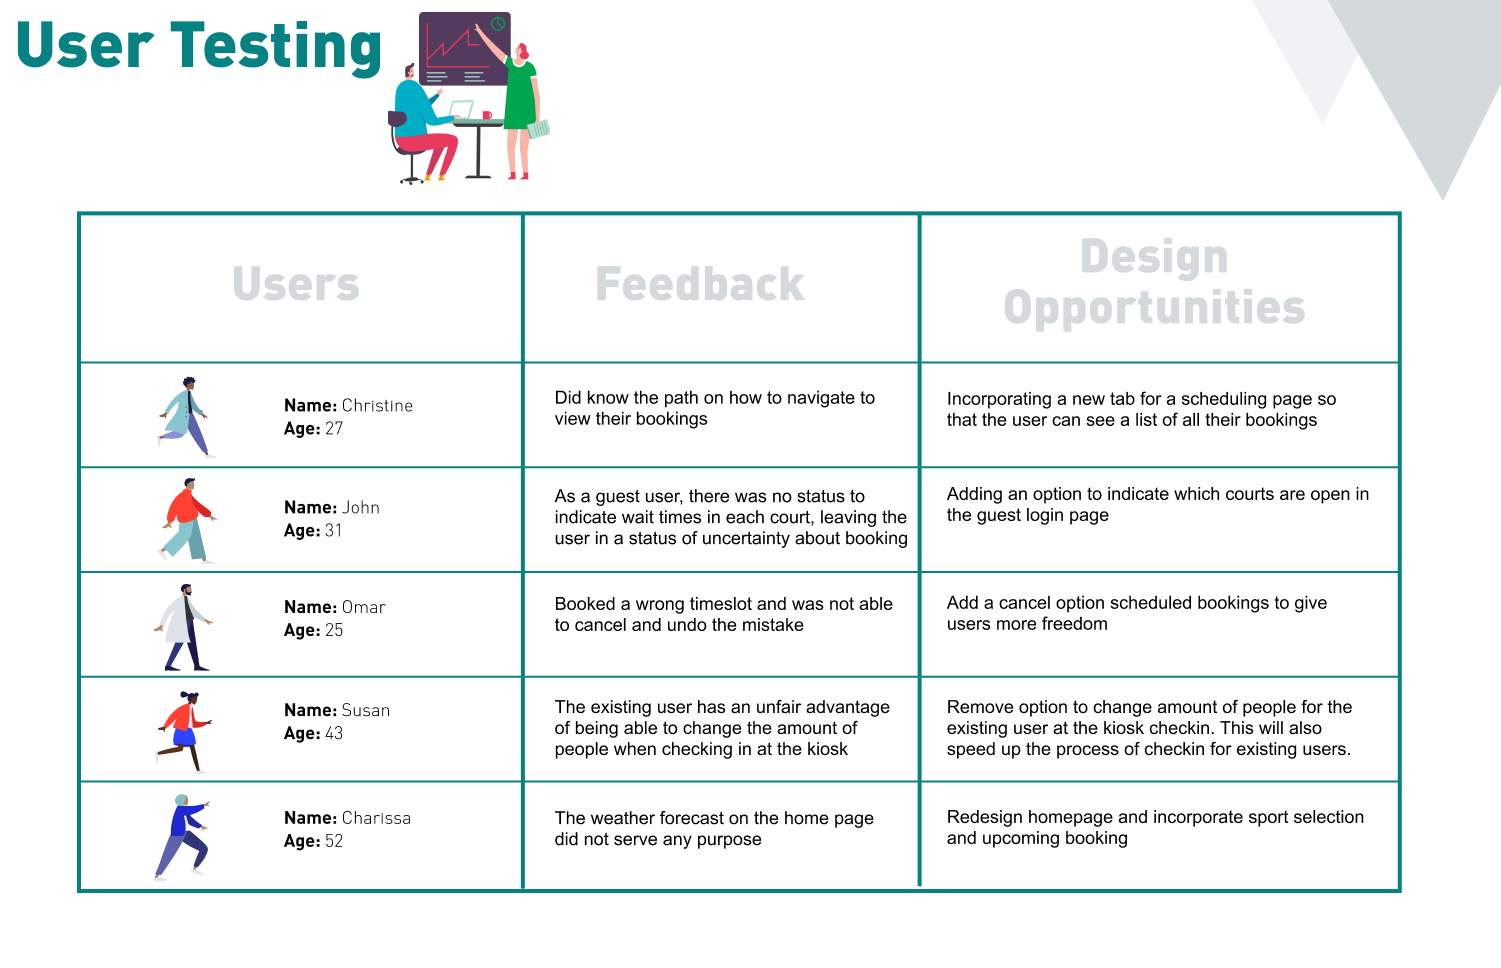 User Testing
Users
Feedback
Design
Opportunities
Name: Christine
Age: 27
Did know the path on how to navigate to
view their bookings
Incorporating a new tab for a scheduling page so
that the user can see a list of all their bookings
Name: John
Age: 31
As a guest user, there was no status to
indicate wait times in each court, leaving the
user in a status of uncertainty about booking
Adding an option to indicate which courts are open in
the guest login page
Name: Omar
Age: 25
Booked a wrong timeslot and was not able
to cancel and undo the mistake
Add a cancel option scheduled bookings to give
users more freedom
Name: Susan
Age: 43
The existing user has an unfair advantage
of being able to change the amount of
people when checking in at the kiosk
Remove option to change amount of people for the
existing user at the kiosk checkin. This will also
speed up the process of checkin for existing users.
Name: Charissa
Age: 52
The weather forecast on the home page
did not serve any purpose
Redesign homepage and incorporate sport selection
and upcoming booking